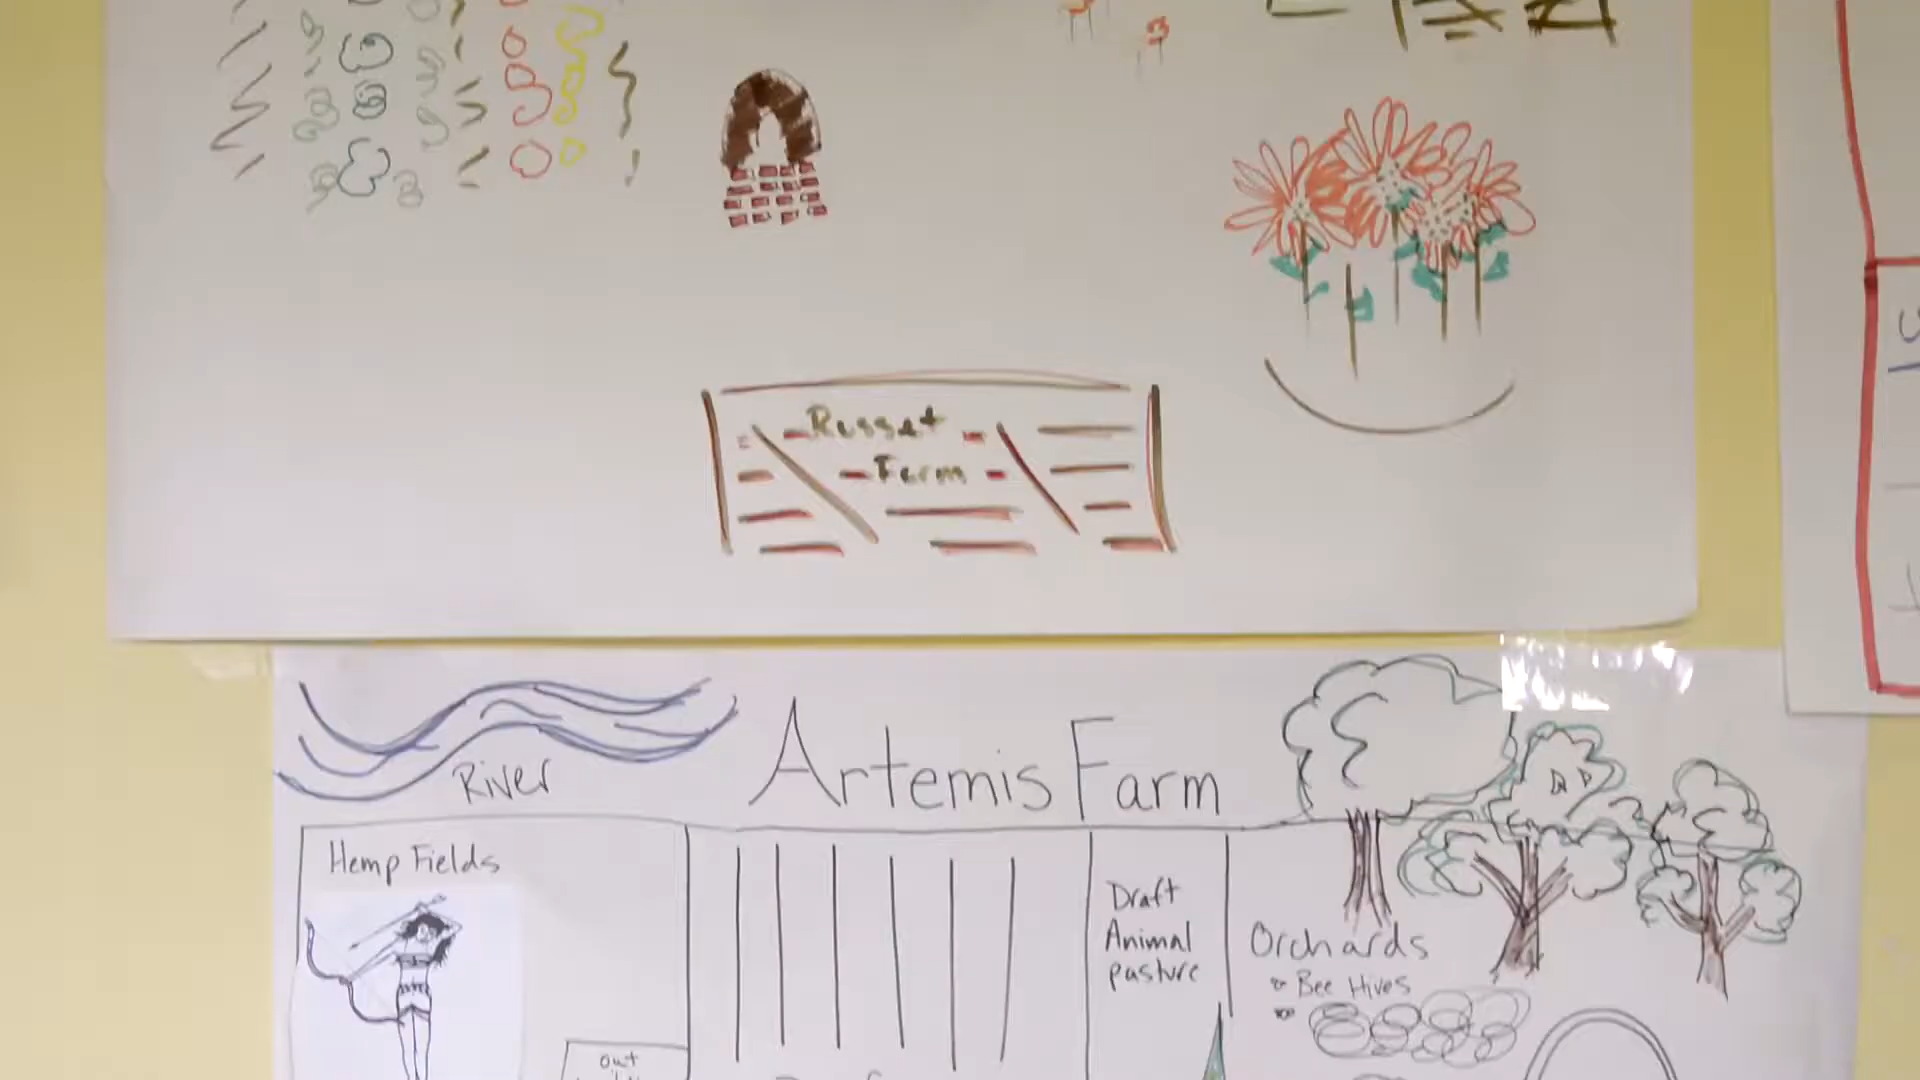 Russet
Farm
River
Artemis Farm
Hemp Fields
Draft
Animal
pasture
Orchards
Bee Hives
out